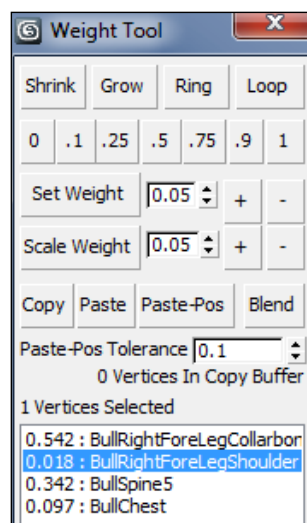 Weight Tool
Shrink Grow Ring Loop
0 .1 .25 .5 .75 .9 1
Set Weight 0.05 + -
Scale Weight 0.05 + -
Copy Paste Paste-Pos Blend
Paste-Pos Tolerance 0.1
0 Vertices In Copy Buffer
1 Vertices Selected
0.542 : BullRightForeLegCollarbon
0.018 : BullRightForeLegShoulder
0.342 : BullSpine5
0.097 : BullChest